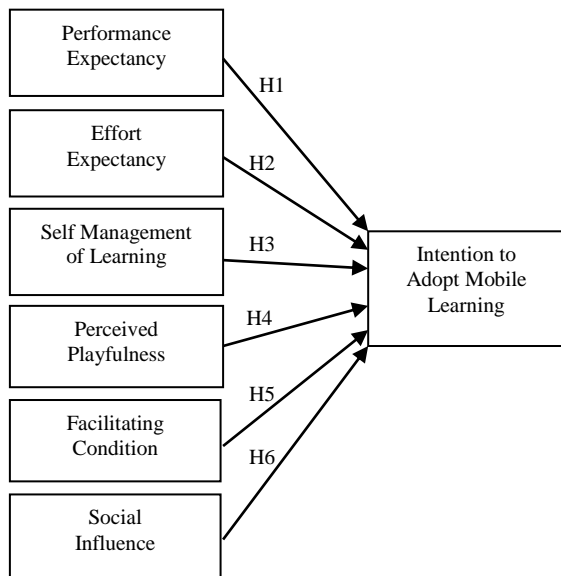 Performance
Expectancy
H1
Effort
Expectancy
H2
Self Management
of Learning
H3
Intention to
Adopt Mobile
Learning
Perceived
Playfulness
H4
Facilitating
Condition
H5
Social
Influence
H6